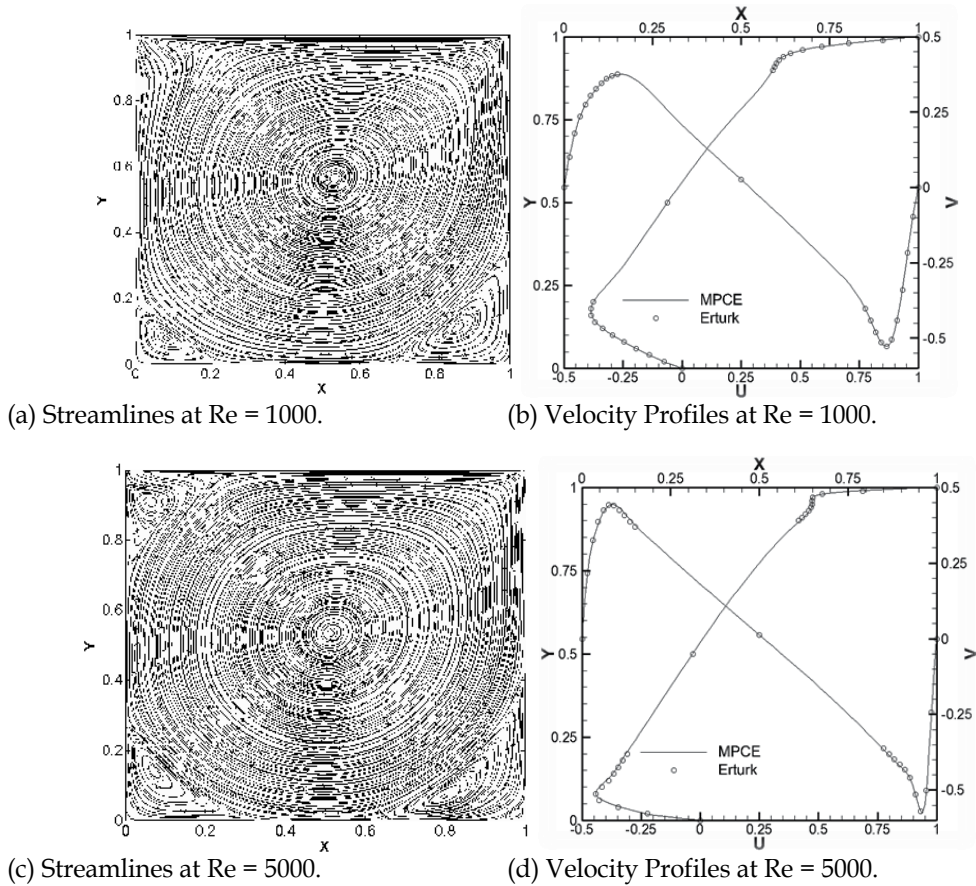 X
0 0.25 0.5 0.75 1
1 0.8 0.6 0.4 0.2 0
Y
0 0.2 0.4 0.6 0.8 1
X
1 0.75 0.5 0.25 0
Y
0.5 0.25 0 -0.25 -0.5
V
MPCE
Erturk
-0.5 -0.25 0 0.25 0.5 0.75 1
U
(a) Streamlines at Re = 1000.
(b) Velocity Profiles at Re = 1000.
X
0 0.25 0.5 0.75 1
1 0.8 0.6 0.4 0.2 0
Y
0 0.2 0.4 0.6 0.8 1
X
1 0.75 0.5 0.25 0
Y
0.5 0.25 0 -0.25 -0.5
V
MPCE
Erturk
-0.5 -0.25 0 0.25 0.5 0.75 1
U
(c) Streamlines at Re = 5000.
(d) Velocity Profiles at Re = 5000.